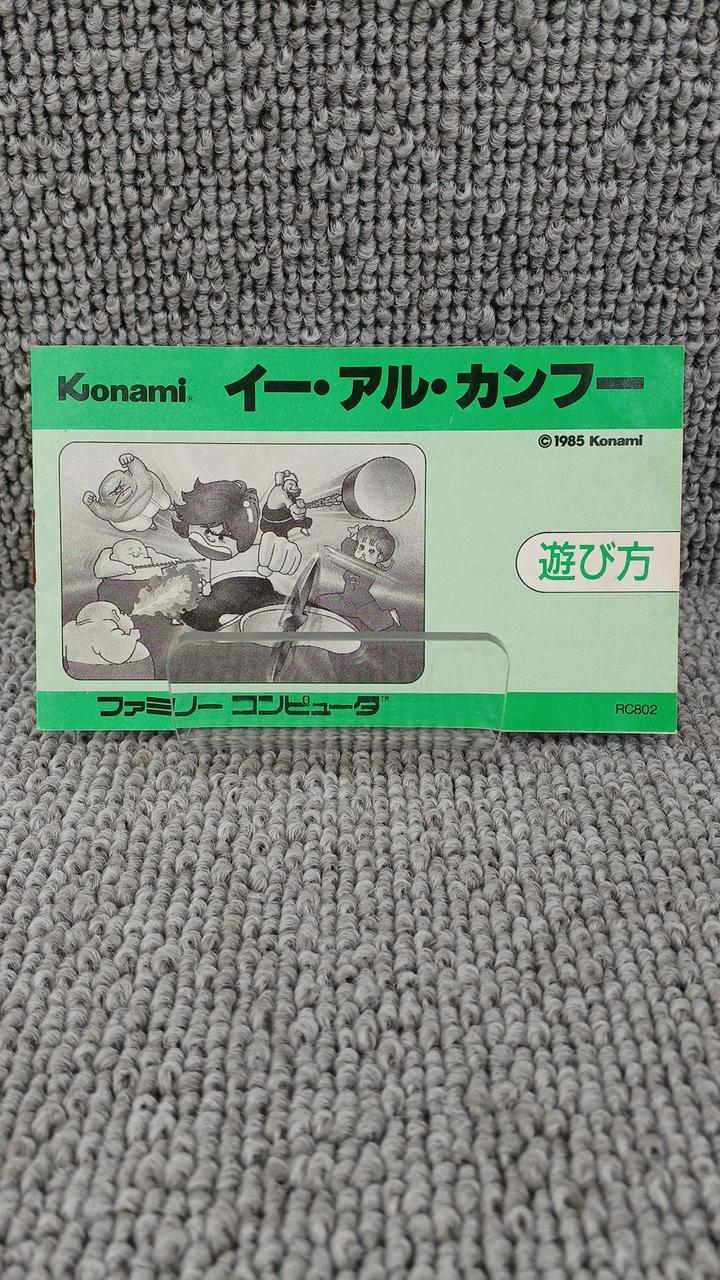 Konami® イー・アル・カンフー
©1985 Konami
遊び方
ファミリー コンピュータ™
RC802